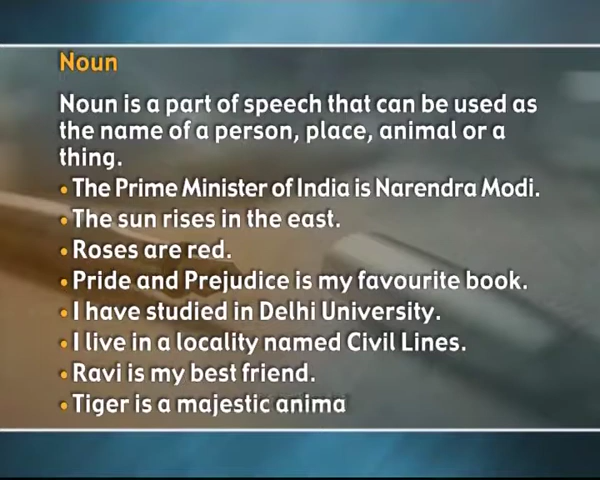 Noun
Noun is a part of speech that can be used as
the name of a person, place, animal or a
thing.
• The Prime Minister of India is Narendra Modi.
• The sun rises in the east.
• Roses are red.
• Pride and Prejudice is my favourite book.
• I have studied in Delhi University.
• I live in a locality named Civil Lines.
• Ravi is my best friend.
• Tiger is a majestic anima